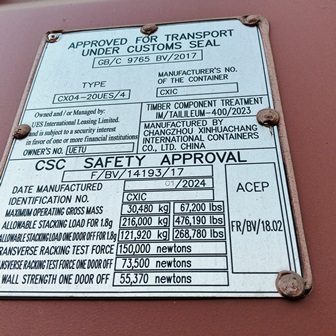 APPROVED FOR TRANSPORT
UNDER CUSTOMS SEAL
GB/C 9765 BV/2017
TYPE
CX04-20UES/4
MANUFACTURER'S NO.
OF THE CONTAINER
CXIC
Owned and/or Managed by:
UES International Leasing Limited.
and is subject to a security interest
in favor of one or more financial institutions
OWNER'S NO. UETU
TIMBER COMPONENT TREATMENT
IM/TAILILEUM-400/2023
MANUFACTURED BY
CHANGZHOU XINHUACHANG
INTERNATIONAL CONTAINERS
CO., LTD. CHINA
CSC SAFETY APPROVAL
F/BV/14193/17
DATE MANUFACTURED 01/2024
IDENTIFICATION NO. CXIC
MAXIMUM OPERATING GROSS MASS 30,480 kg 67,200 lbs
ALLOWABLE STACKING LOAD FOR 1.8g 216,000 kg 476,190 lbs
ALLOWABLE STACKING LOAD ONE DOOR OFF FOR 1.8g 121,920 kg 268,780 lbs
TRANSVERSE RACKING TEST FORCE 150,000 newtons
TRANSVERSE RACKING TEST FORCE ONE DOOR OFF 73,500 newtons
WALL STRENGTH ONE DOOR OFF 55,370 newtons
ACEP
FR/BV/18.02